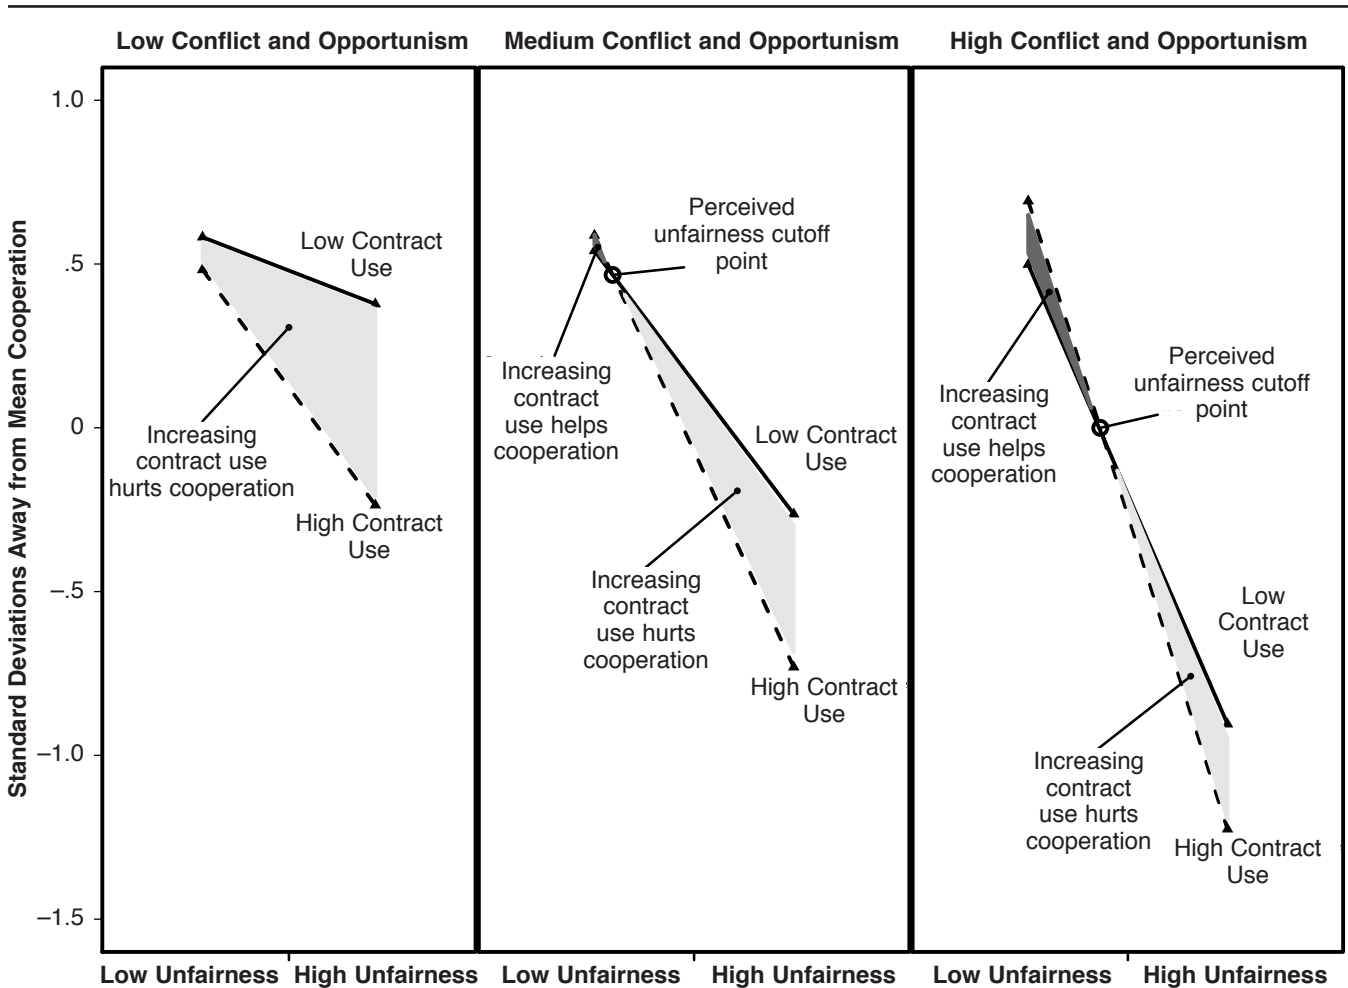 Low Conflict and Opportunism
Medium Conflict and Opportunism
High Conflict and Opportunism
Standard Deviations Away from Mean Cooperation
1.0
.5
0
–.5
–1.0
–1.5
Low Contract
Use
Increasing
contract use
hurts cooperation
High Contract
Use
Perceived
unfairness cutoff
point
Increasing
contract
use helps
cooperation
Low Contract
Use
Increasing
contract
use hurts
cooperation
High Contract
Use
Perceived
unfairness cutoff
point
Increasing
contract
use helps
cooperation
Low
Contract
Use
Increasing
contract
use hurts
cooperation
High Contract
Use
Low Unfairness
High Unfairness
Low Unfairness
High Unfairness
Low Unfairness
High Unfairness